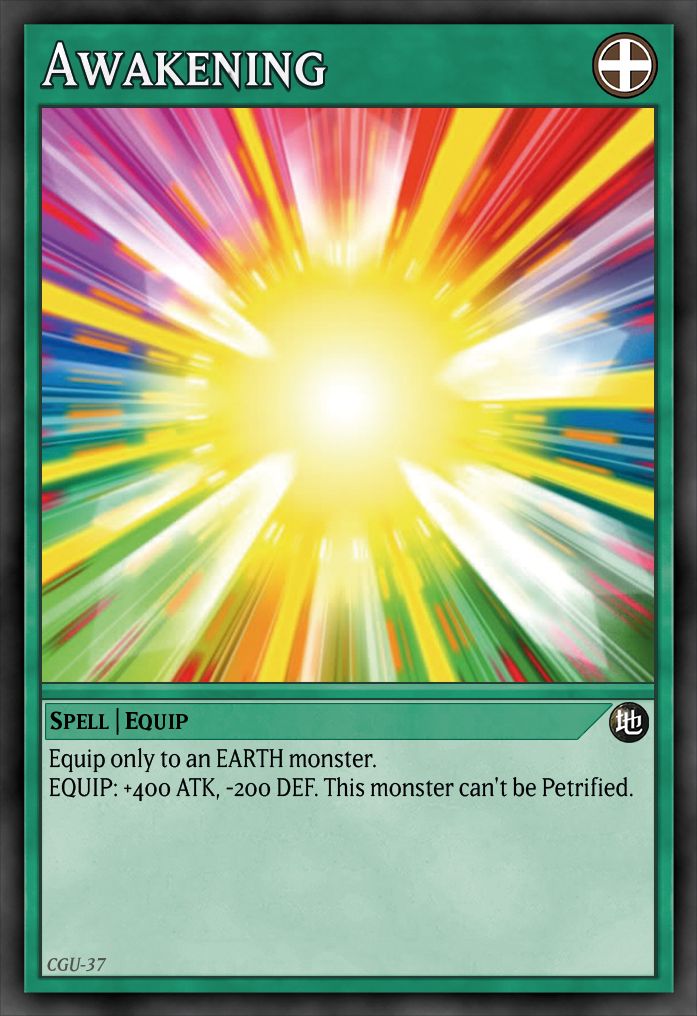 Awakening
Spell | Equip
地
Equip only to an EARTH monster.
EQUIP: +400 ATK, -200 DEF. This monster can't be Petrified.
CGU-37